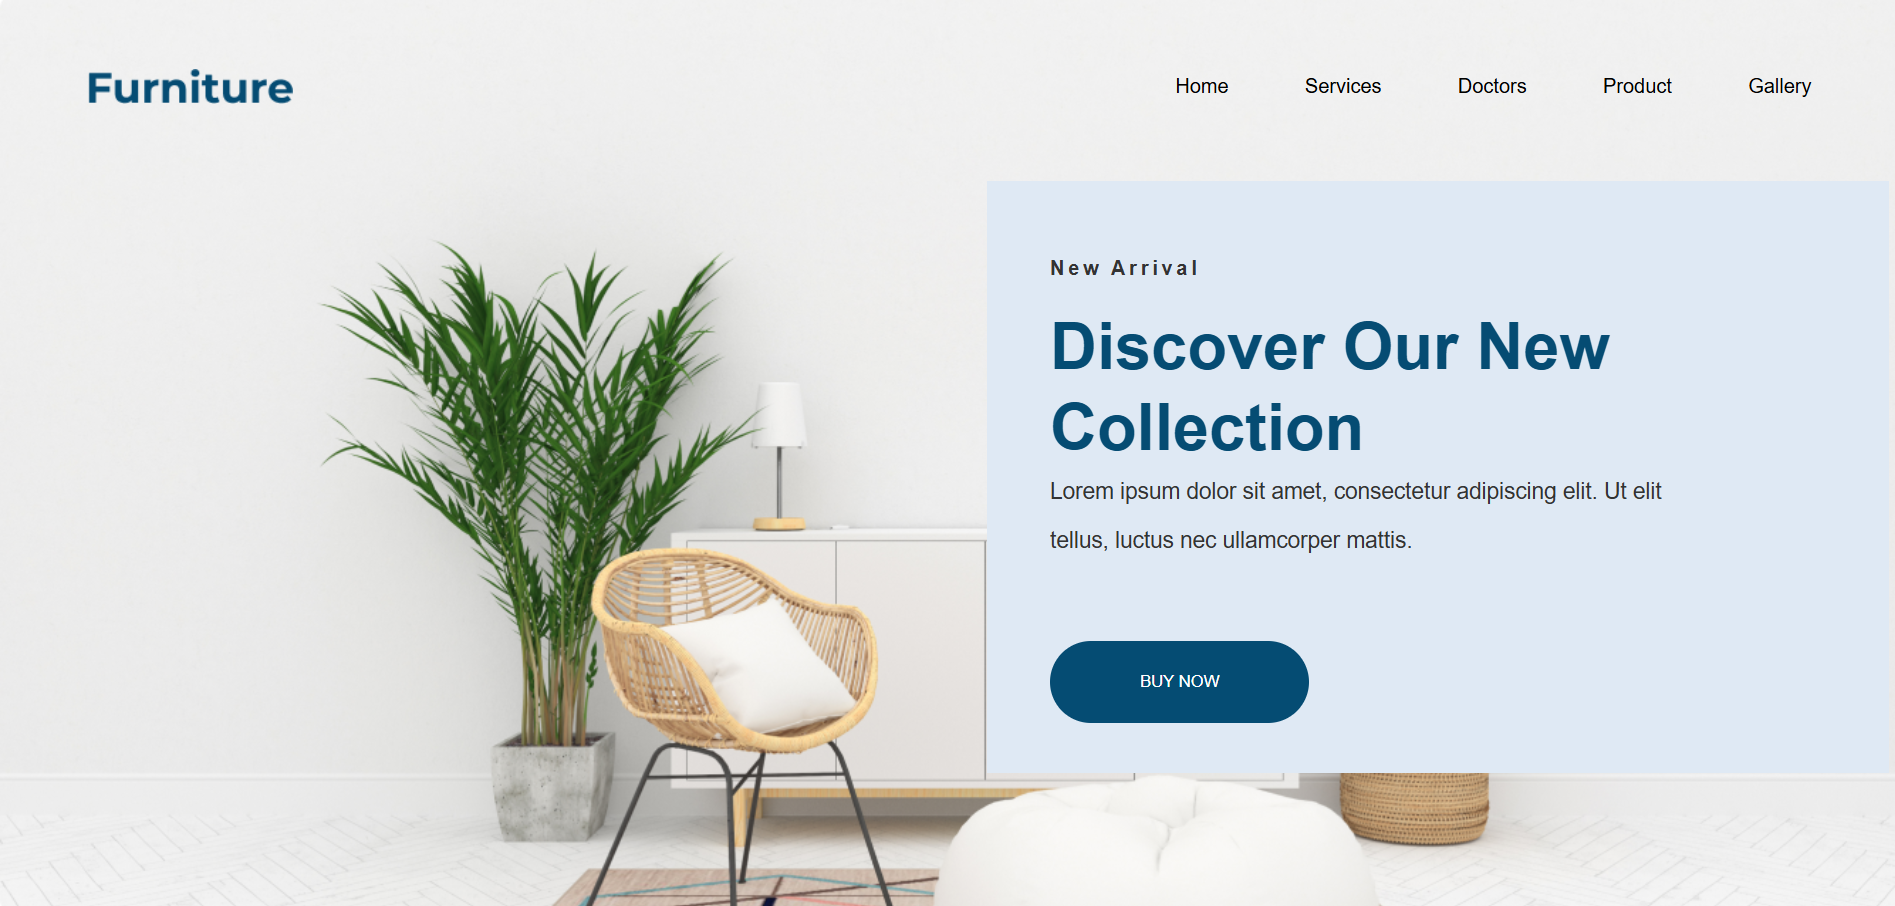 Furniture
Home
Services
Doctors
Product
Gallery
New Arrival
Discover Our New
Collection
Lorem ipsum dolor sit amet, consectetur adipiscing elit. Ut elit
tellus, luctus nec ullamcorper mattis.
BUY NOW